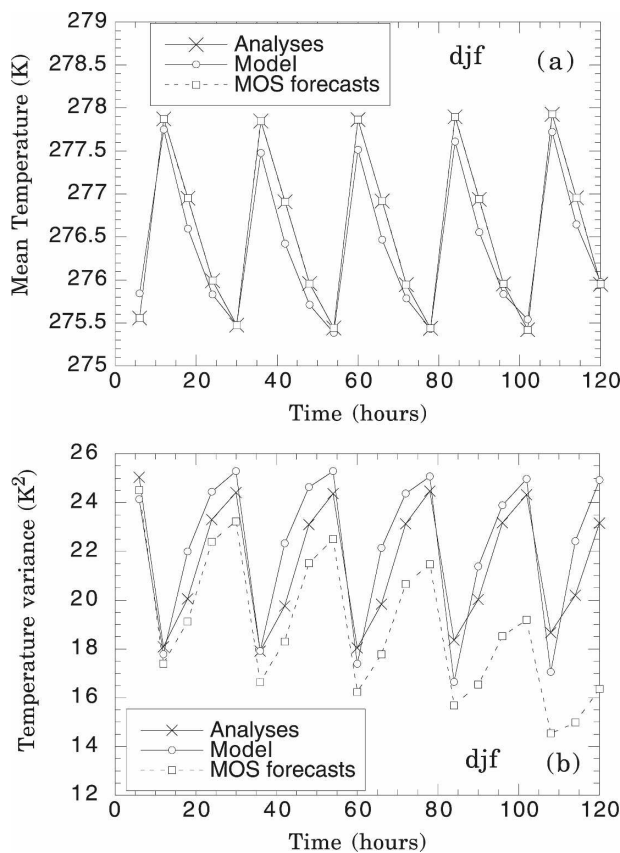 279
278.5
278
277.5
277
276.5
276
275.5
275
Mean Temperature (K)
Analyses
Model
MOS forecasts
djf (a)
0 20 40 60 80 100 120
Time (hours)
26
24
22
20
18
16
14
12
Temperature variance (K²)
Analyses
Model
MOS forecasts
djf (b)
0 20 40 60 80 100 120
Time (hours)